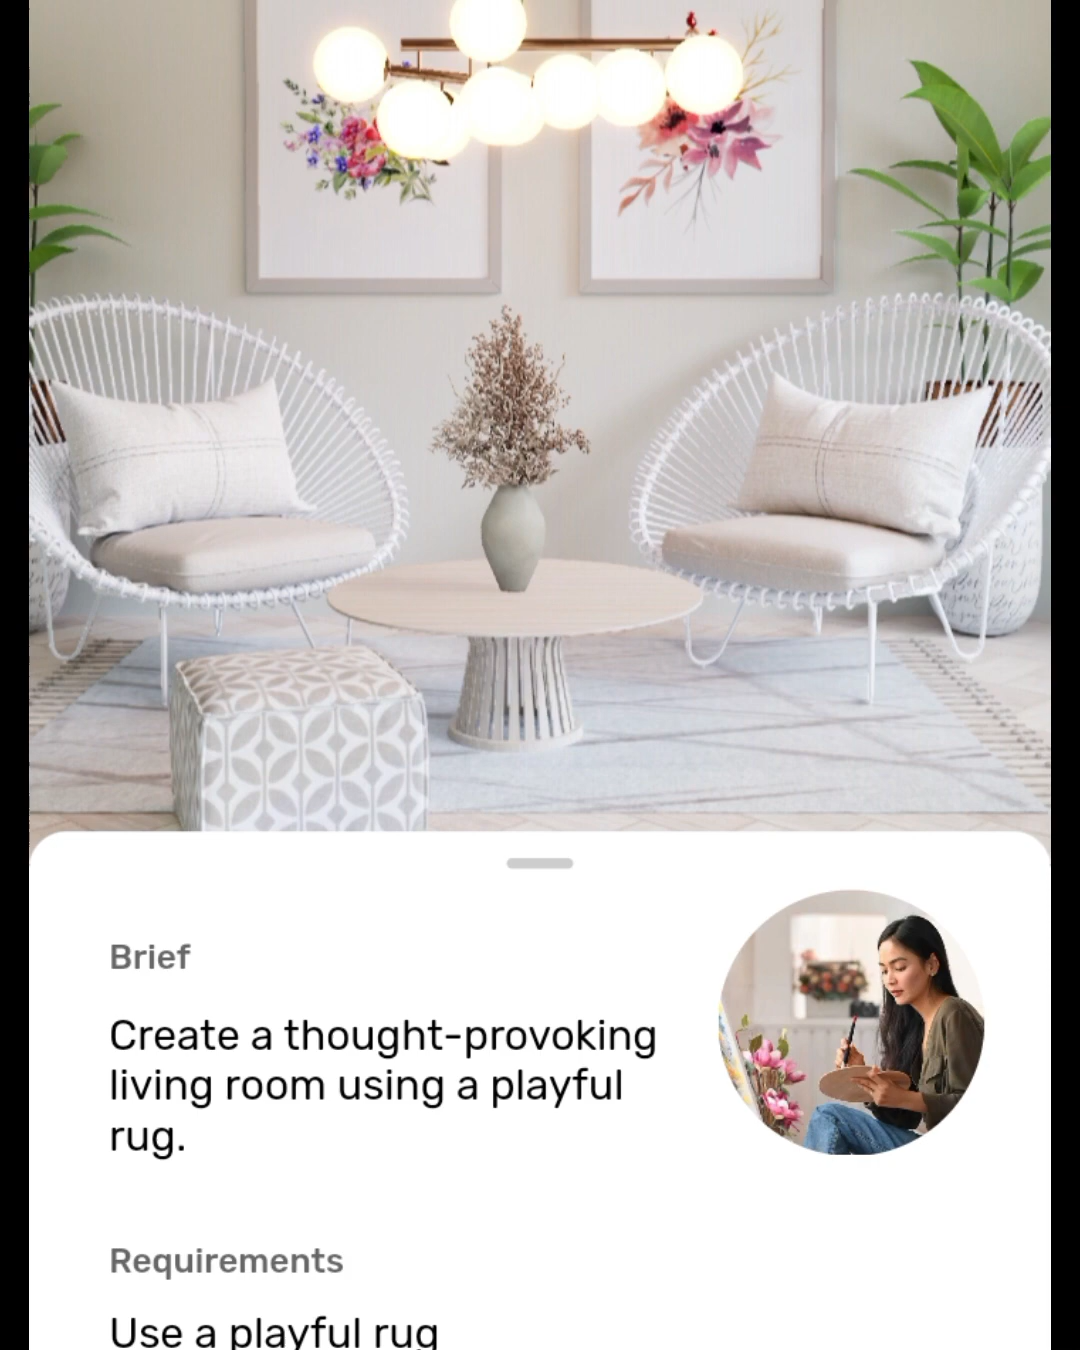 Brief
Create a thought-provoking
living room using a playful
rug.
Requirements
Use a playful rug